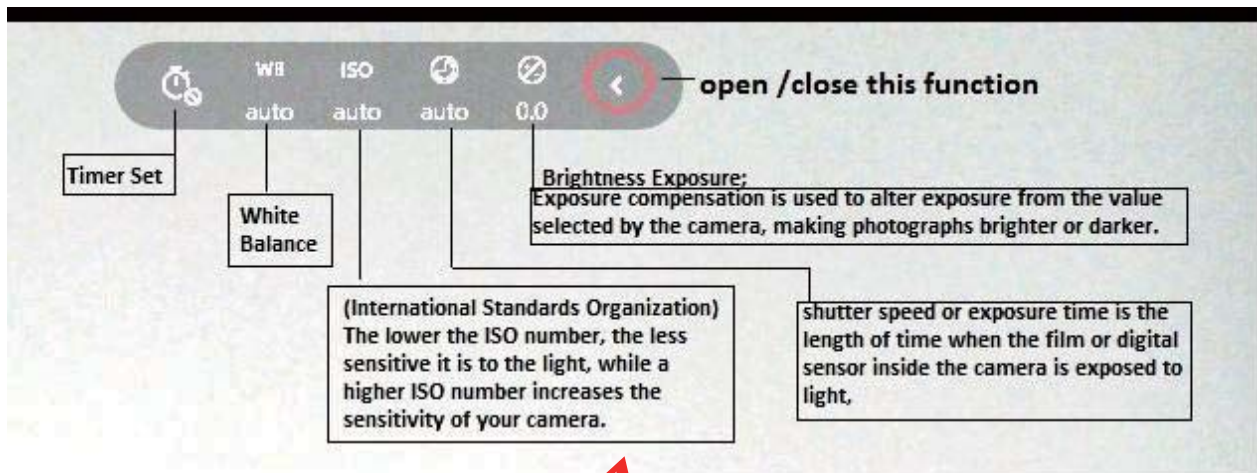 WB ISO
auto auto auto 0.0
open /close this function
Timer Set
White
Balance
Brightness Exposure;
Exposure compensation is used to alter exposure from the value
selected by the camera, making photographs brighter or darker.
(International Standards Organization)
The lower the ISO number, the less
sensitive it is to the light, while a
higher ISO number increases the
sensitivity of your camera.
shutter speed or exposure time is the
length of time when the film or digital
sensor inside the camera is exposed to
light,